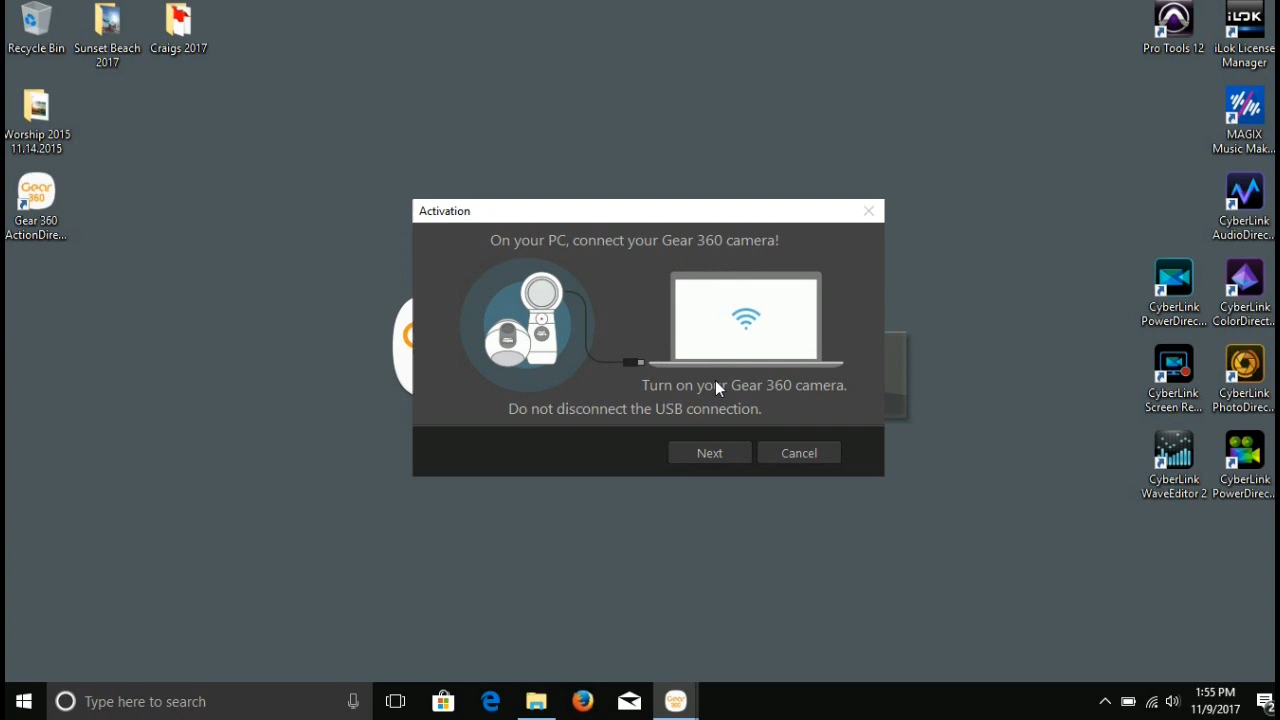 Recycle Bin
Sunset Beach
2017
Craigs 2017
Worship 2015
11.14.2015
Gear
360
Gear 360
ActionDire...
Pro Tools 12
iLOK
iLok License
Manager
MAGIX
Music Mak...
CyberLink
AudioDirec...
CyberLink
PowerDirec...
CyberLink
ColorDirect...
CyberLink
Screen Re...
CyberLink
PhotoDirec...
CyberLink
WaveEditor 2
CyberLink
PowerDirec...
Activation
On your PC, connect your Gear 360 camera!
Turn on your Gear 360 camera.
Do not disconnect the USB connection.
Next
Cancel
Type here to search
Gear
360
1:55 PM
11/9/2017
2